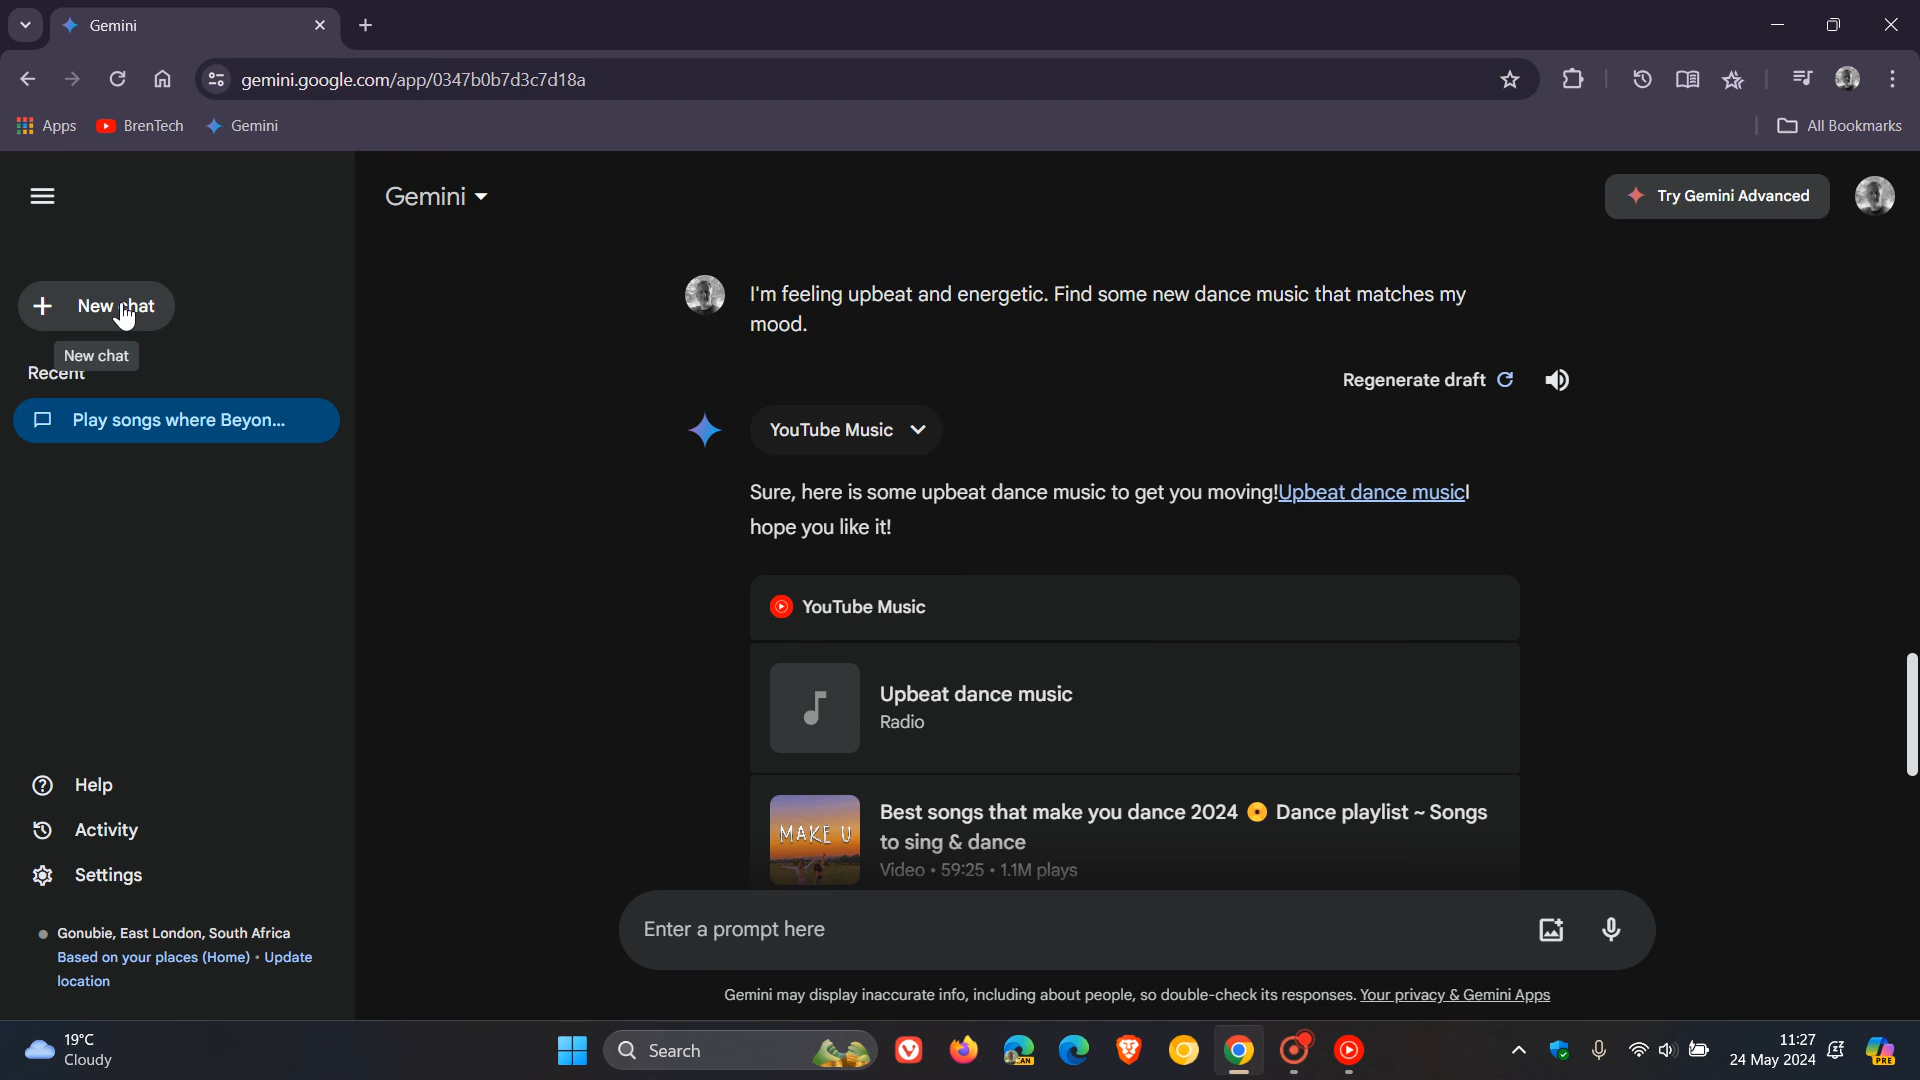 Gemini
gemini.google.com/app/0347b0b7d3c7d18a
Apps BrenTech Gemini All Bookmarks
Gemini
Try Gemini Advanced
New chat
New chat
Recent
Play songs where Beyon...
I'm feeling upbeat and energetic. Find some new dance music that matches my
mood.
Regenerate draft
YouTube Music
Sure, here is some upbeat dance music to get you moving!Upbeat dance musicI
hope you like it!
YouTube Music
Upbeat dance music
Radio
MAKE U
Best songs that make you dance 2024 Dance playlist ~ Songs
to sing & dance
Video • 59:25 • 1.1M plays
Help
Activity
Settings
Gonubie, East London, South Africa
Based on your places (Home) • Update
location
Enter a prompt here
Gemini may display inaccurate info, including about people, so double-check its responses. Your privacy & Gemini Apps
19°C
Cloudy
Search
CAN
11:27
24 May 2024
PRE